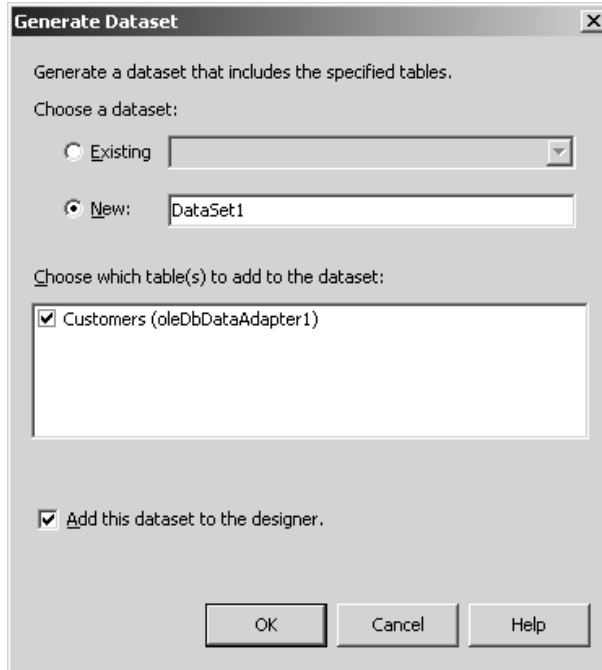 Generate Dataset
Generate a dataset that includes the specified tables.
Choose a dataset:
Existing
New:
DataSet1
Choose which table(s) to add to the dataset:
Customers (oleDbDataAdapter1)
Add this dataset to the designer.
OK
Cancel
Help